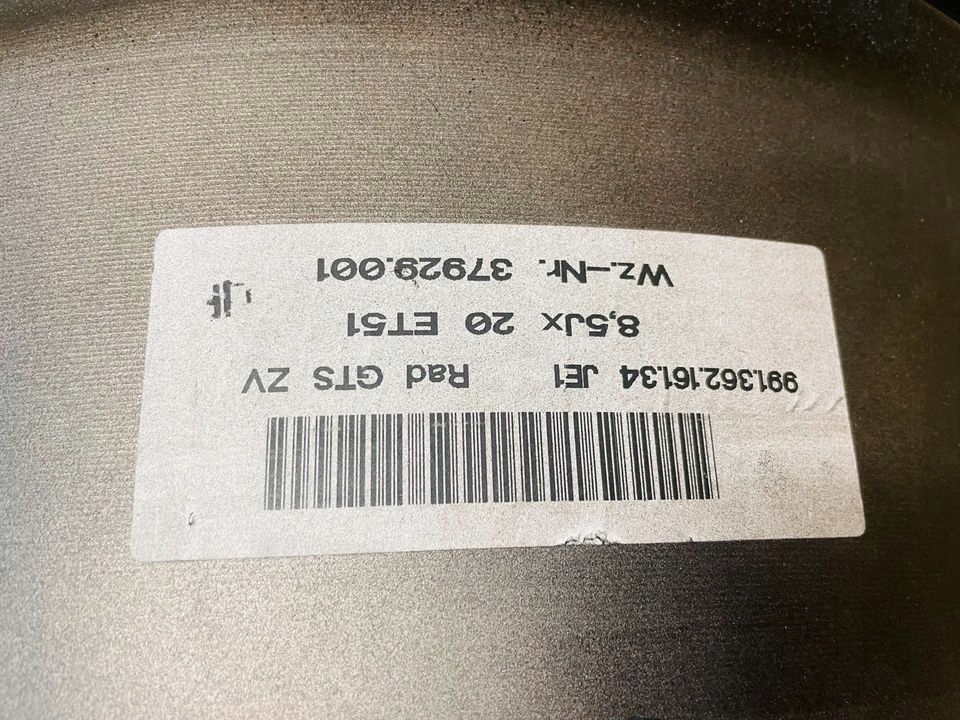 991.362.161.34 JE1 Rad GTS ZV
8,5Jx 20 ET51
Wz.-Nr. 37929.001